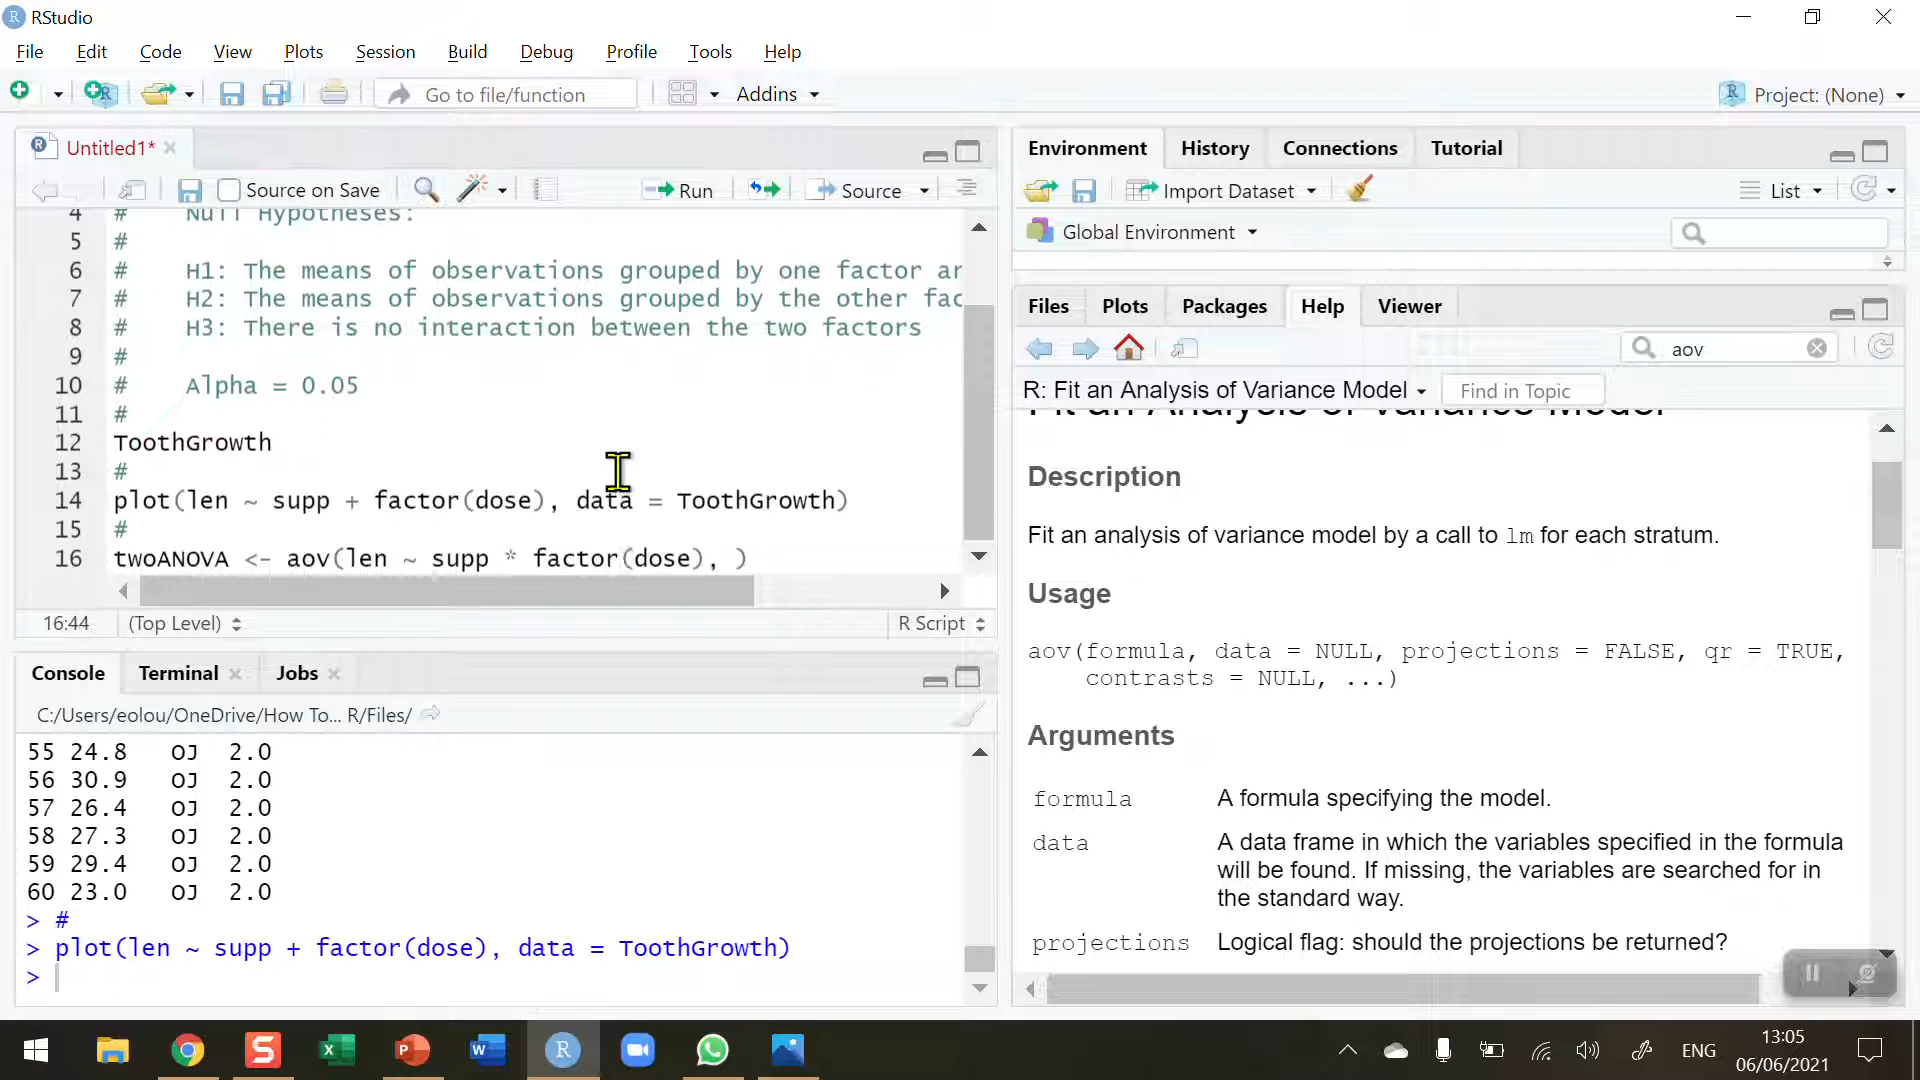 RStudio
File Edit Code View Plots Session Build Debug Profile Tools Help
Go to file/function Addins Project: (None)
Untitled1*
Source on Save Run Source
4 # Null Hypotheses:
5 #
6 # H1: The means of observations grouped by one factor ar
7 # H2: The means of observations grouped by the other fac
8 # H3: There is no interaction between the two factors
9 #
10 # Alpha = 0.05
11 #
12 ToothGrowth
13 #
14 plot(len ~ supp + factor(dose), data = ToothGrowth)
15 #
16 twoANOVA <- aov(len ~ supp * factor(dose), )
16:44 (Top Level) R Script
Console Terminal Jobs
C:/Users/eolou/OneDrive/How To... R/Files/
55 24.8 OJ 2.0
56 30.9 OJ 2.0
57 26.4 OJ 2.0
58 27.3 OJ 2.0
59 29.4 OJ 2.0
60 23.0 OJ 2.0
> #
> plot(len ~ supp + factor(dose), data = ToothGrowth)
>
Environment History Connections Tutorial
Import Dataset List
Global Environment
Files Plots Packages Help Viewer
aov
R: Fit an Analysis of Variance Model Find in Topic
Fit an Analysis of Variance Model
Description
Fit an analysis of variance model by a call to lm for each stratum.
Usage
aov(formula, data = NULL, projections = FALSE, qr = TRUE,
contrasts = NULL, ...)
Arguments
formula A formula specifying the model.
data A data frame in which the variables specified in the formula
will be found. If missing, the variables are searched for in
the standard way.
projections Logical flag: should the projections be returned?
ENG
13:05
06/06/2021